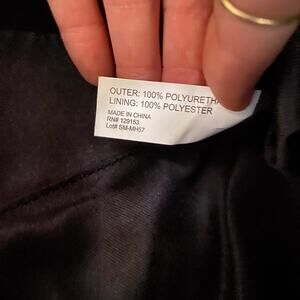 OUTER: 100% POLYURETHA
LINING: 100% POLYESTER
MADE IN CHINA
RN# 129153
Lot# SM-MH57